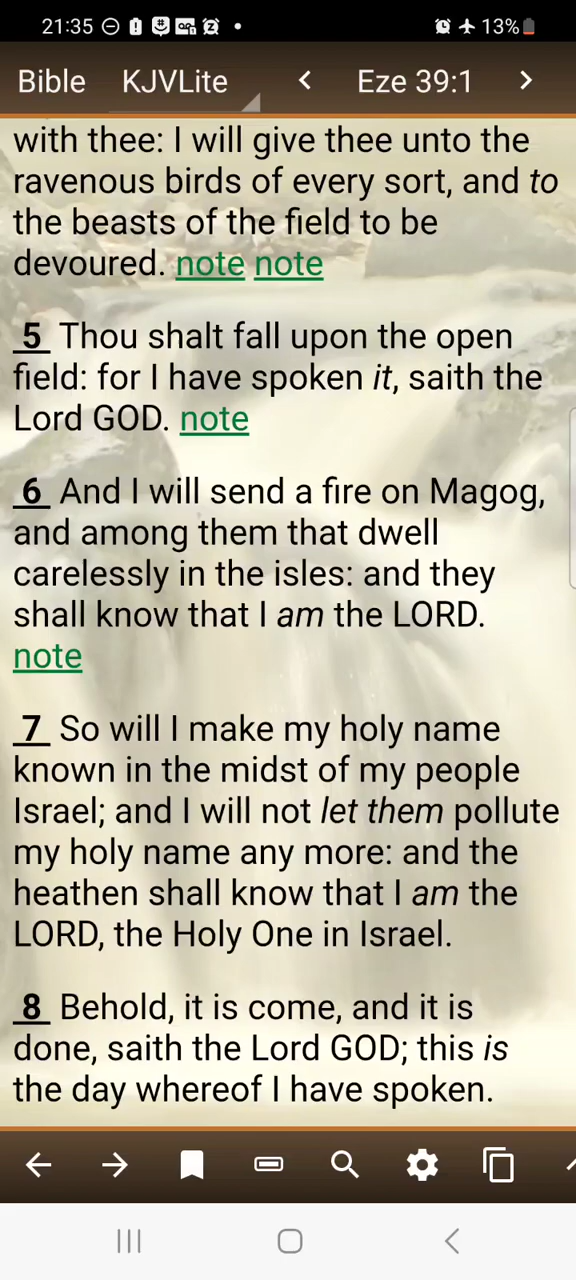 21:35 13%
Bible KJVLite < Eze 39:1 >
with thee: I will give thee unto the
ravenous birds of every sort, and to
the beasts of the field to be
devoured. note note
5 Thou shalt fall upon the open
field: for I have spoken it, saith the
Lord GOD. note
6 And I will send a fire on Magog,
and among them that dwell
carelessly in the isles: and they
shall know that I am the LORD.
note
7 So will I make my holy name
known in the midst of my people
Israel; and I will not let them pollute
my holy name any more: and the
heathen shall know that I am the
LORD, the Holy One in Israel.
8 Behold, it is come, and it is
done, saith the Lord GOD; this is
the day whereof I have spoken.